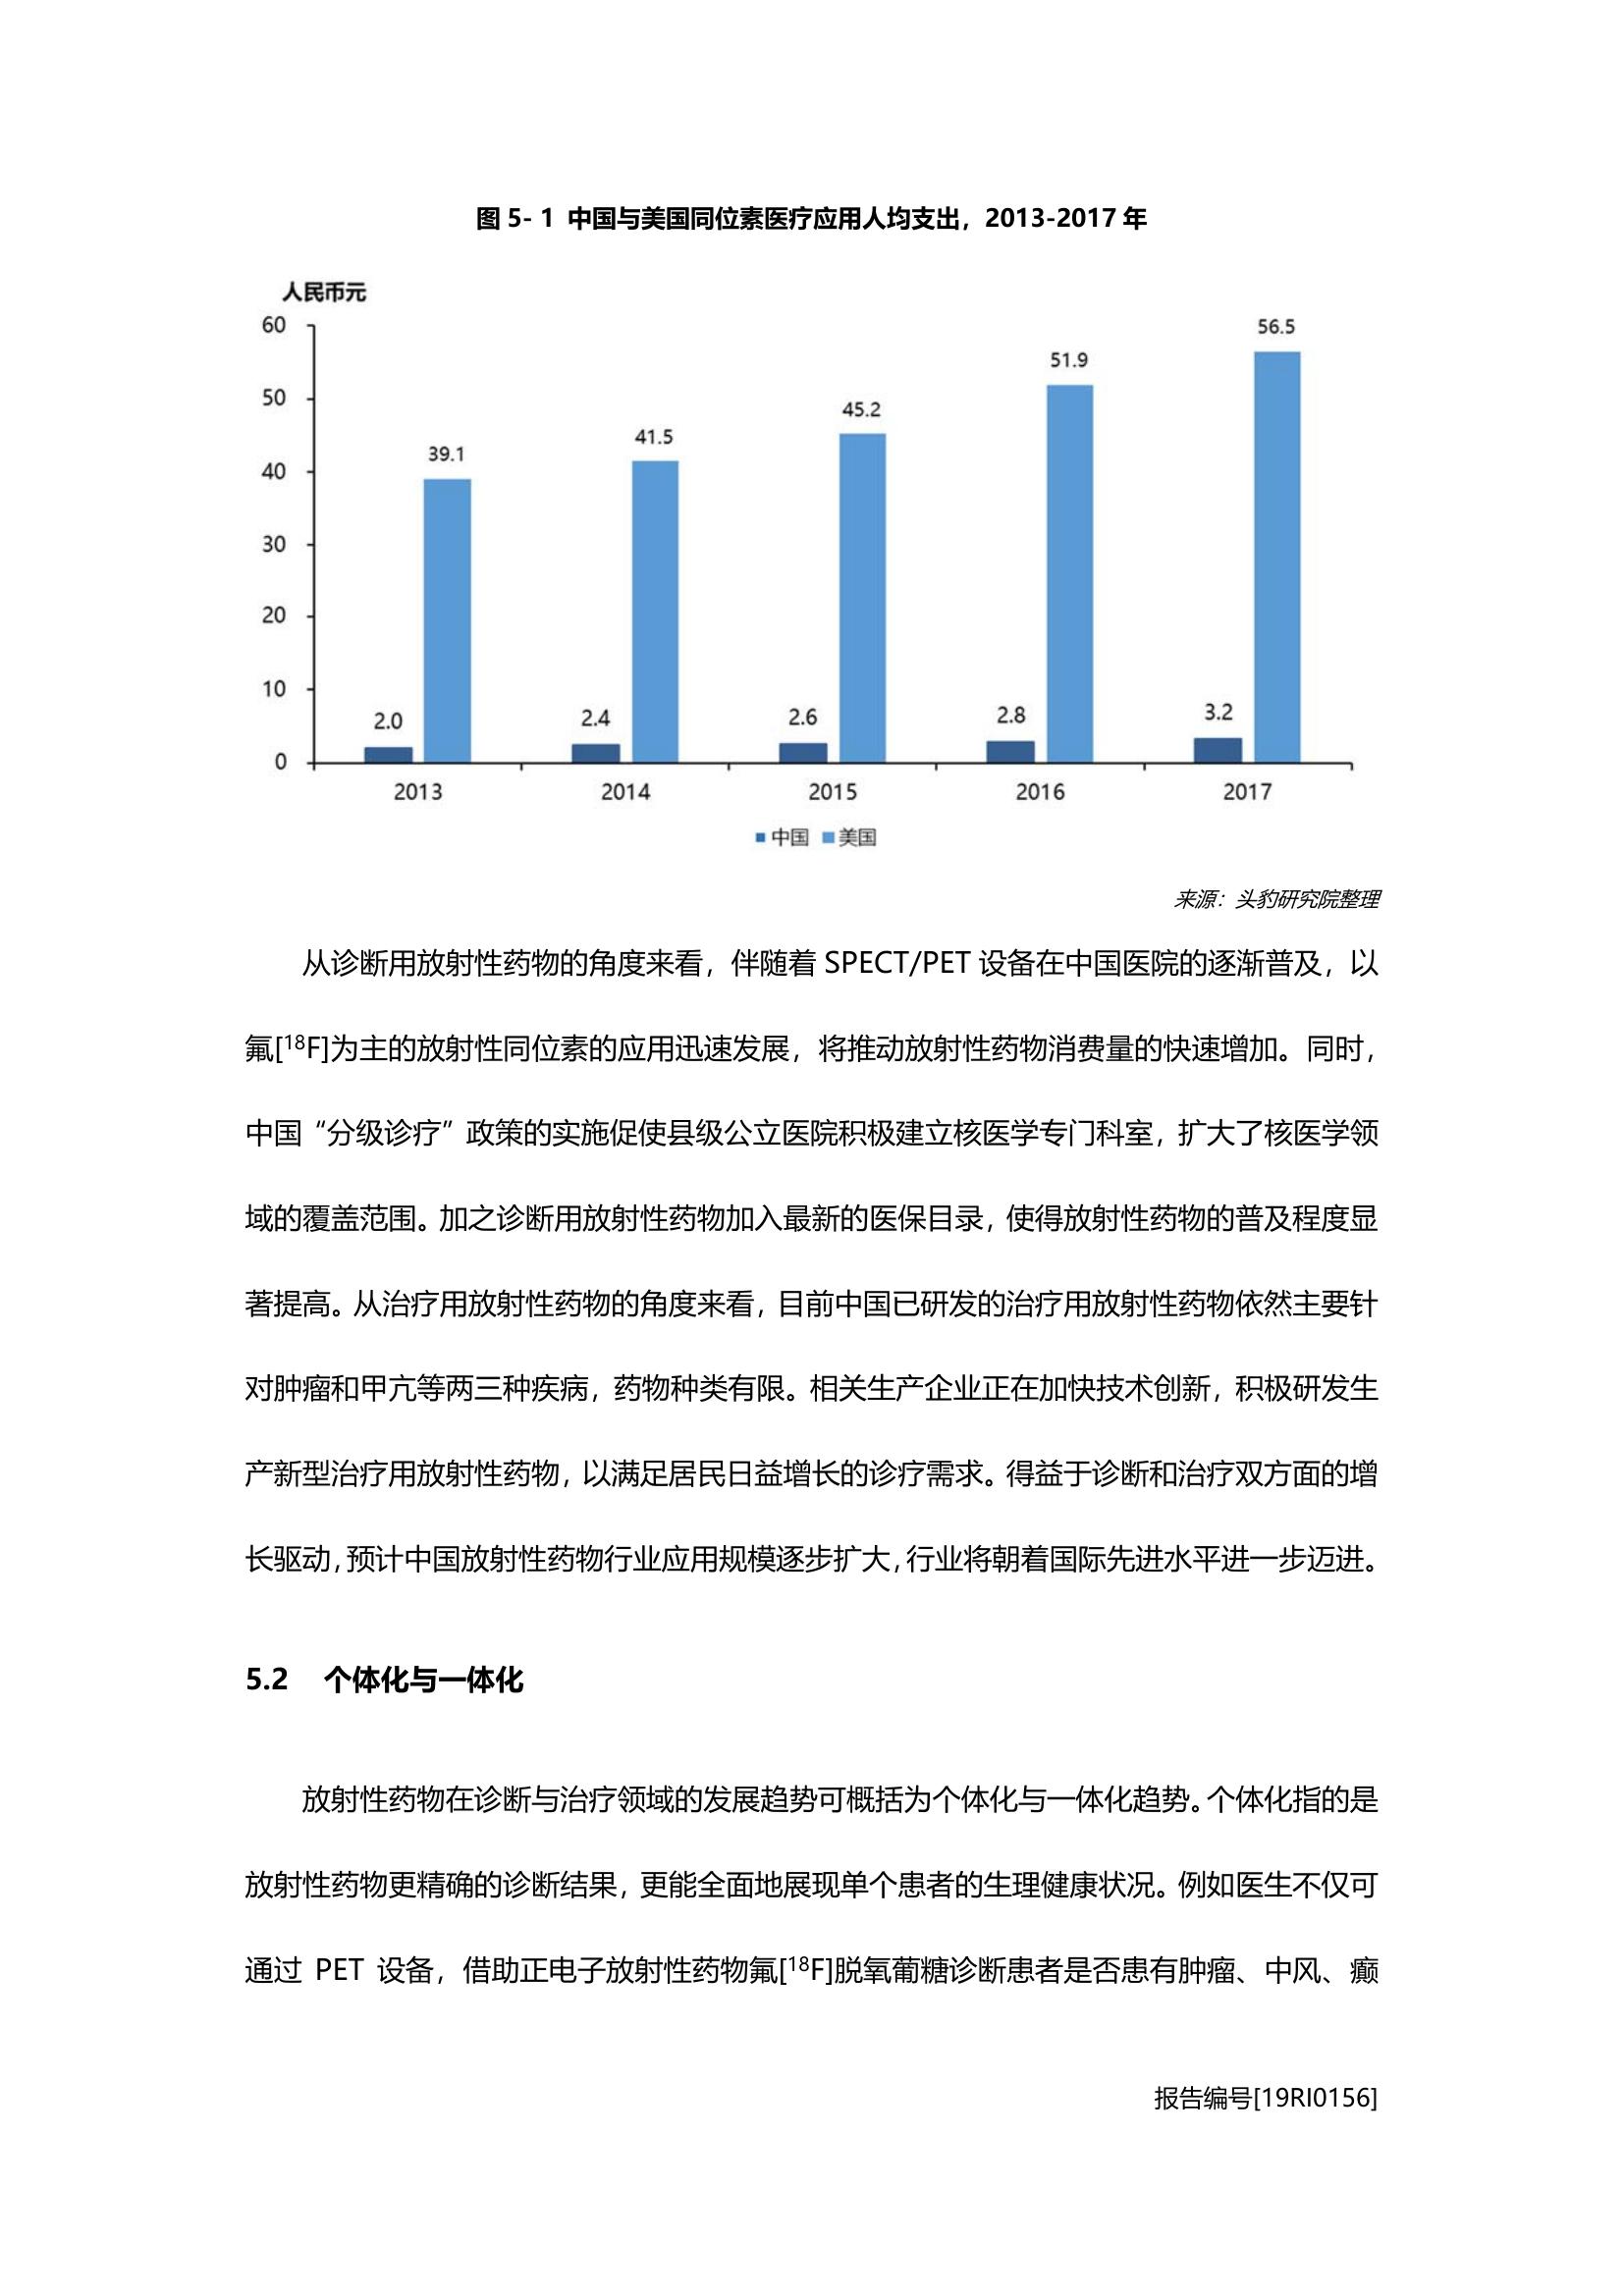 图 5- 1 中国与美国同位素医疗应用人均支出，2013-2017 年
人民币元
60
50
40
30
20
10
0
2.0
39.1
2.4
41.5
2.6
45.2
2.8
51.9
3.2
56.5
2013
2014
2015
2016
2017
中国 美国
来源：头豹研究院整理
从诊断用放射性药物的角度来看，伴随着 SPECT/PET 设备在中国医院的逐渐普及，以
氟[¹⁸F]为主的放射性同位素的应用迅速发展，将推动放射性药物消费量的快速增加。同时，
中国“分级诊疗”政策的实施促使县级公立医院积极建立核医学专门科室，扩大了核医学领
域的覆盖范围。加之诊断用放射性药物加入最新的医保目录，使得放射性药物的普及程度显
著提高。从治疗用放射性药物的角度来看，目前中国已研发的治疗用放射性药物依然主要针
对肿瘤和甲亢等两三种疾病，药物种类有限。相关生产企业正在加快技术创新，积极研发生
产新型治疗用放射性药物，以满足居民日益增长的诊疗需求。得益于诊断和治疗双方面的增
长驱动，预计中国放射性药物行业应用规模逐步扩大，行业将朝着国际先进水平进一步迈进。
5.2 个体化与一体化
放射性药物在诊断与治疗领域的发展趋势可概括为个体化与一体化趋势。个体化指的是
放射性药物更精确的诊断结果，更能全面地展现单个患者的生理健康状况。例如医生不仅可
通过 PET 设备，借助正电子放射性药物氟[¹⁸F]脱氧葡糖诊断患者是否患有肿瘤、中风、癫
报告编号[19RI0156]